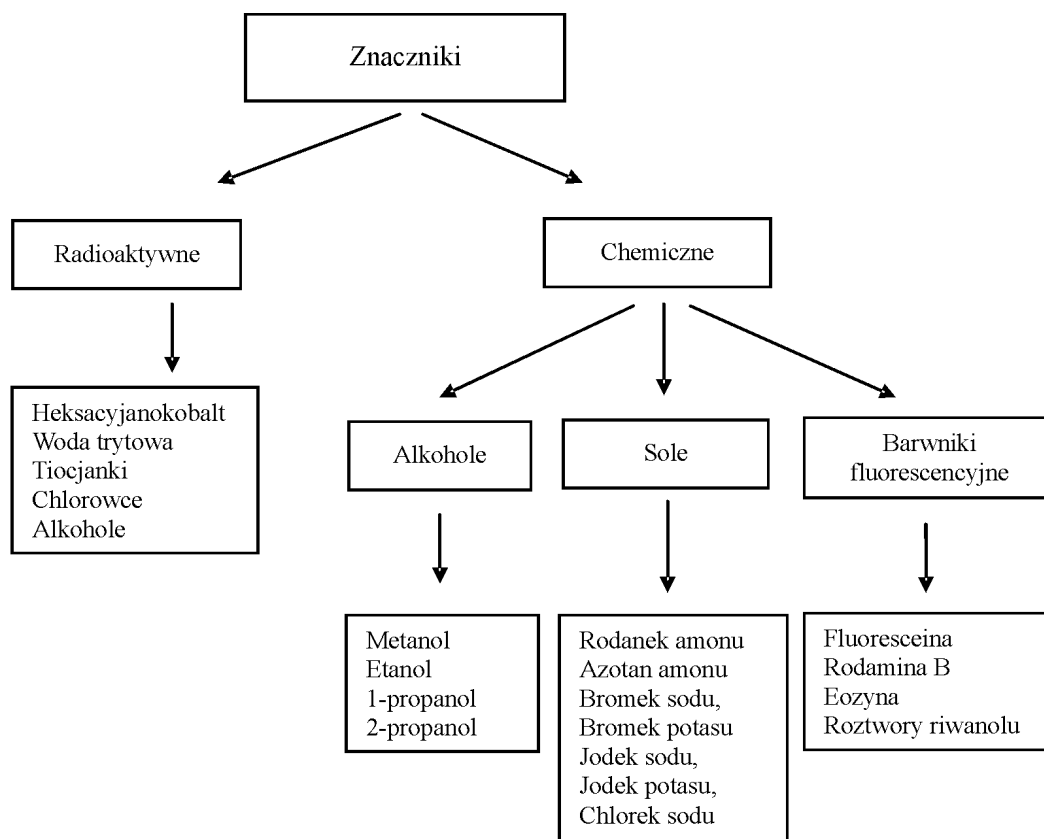 Znaczniki
Radioaktywne
Chemiczne
Heksacyjanokobalt
Woda trytowa
Tiocjanki
Chlorowce
Alkohole
Alkohole
Sole
Barwniki
fluorescencyjne
Metanol
Etanol
1-propanol
2-propanol
Rodanek amonu
Azotan amonu
Bromek sodu,
Bromek potasu
Jodek sodu,
Jodek potasu,
Chlorek sodu
Fluoresceina
Rodamina B
Eozyna
Roztwory riwanolu